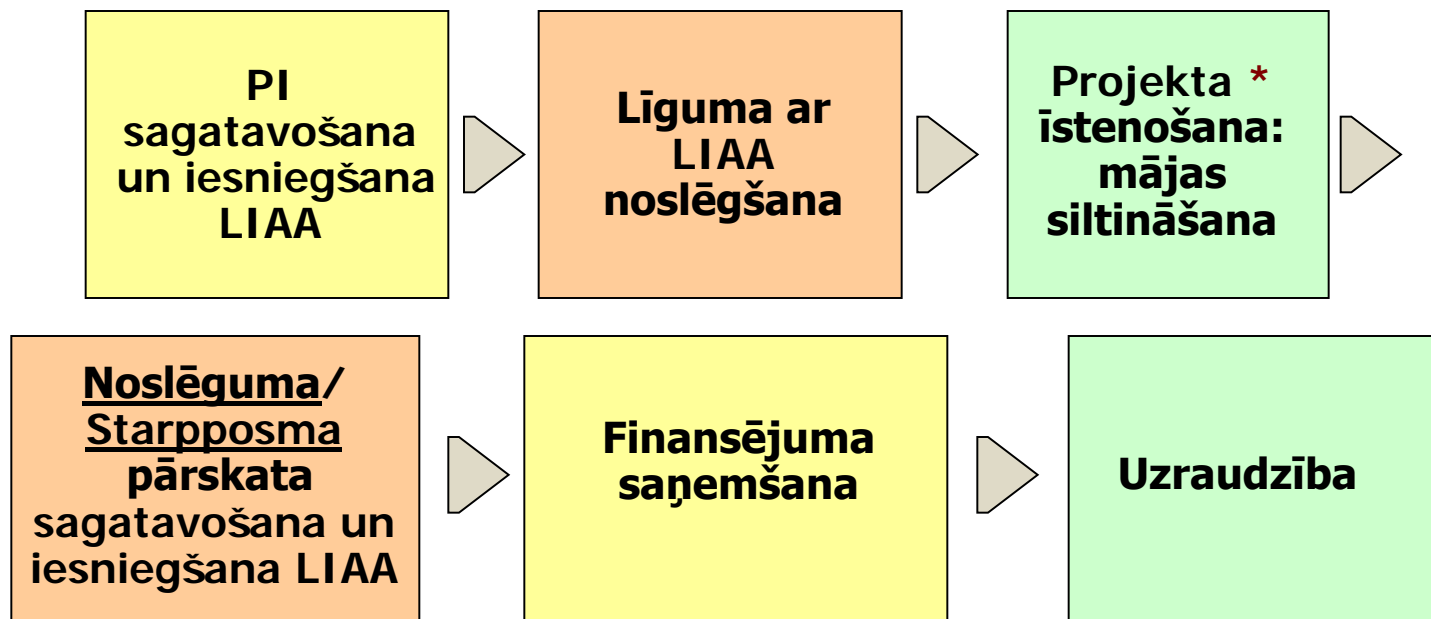 PI
sagatavošana
un iesniegšana
LIAA
Līguma ar
LIAA
noslēgšana
Projekta *
īstenošana:
mājas
siltināšana
Noslēguma/
Starpposma
pārskata
sagatavošana un
iesniegšana LIAA
Finansējuma
saņemšana
Uzraudzība